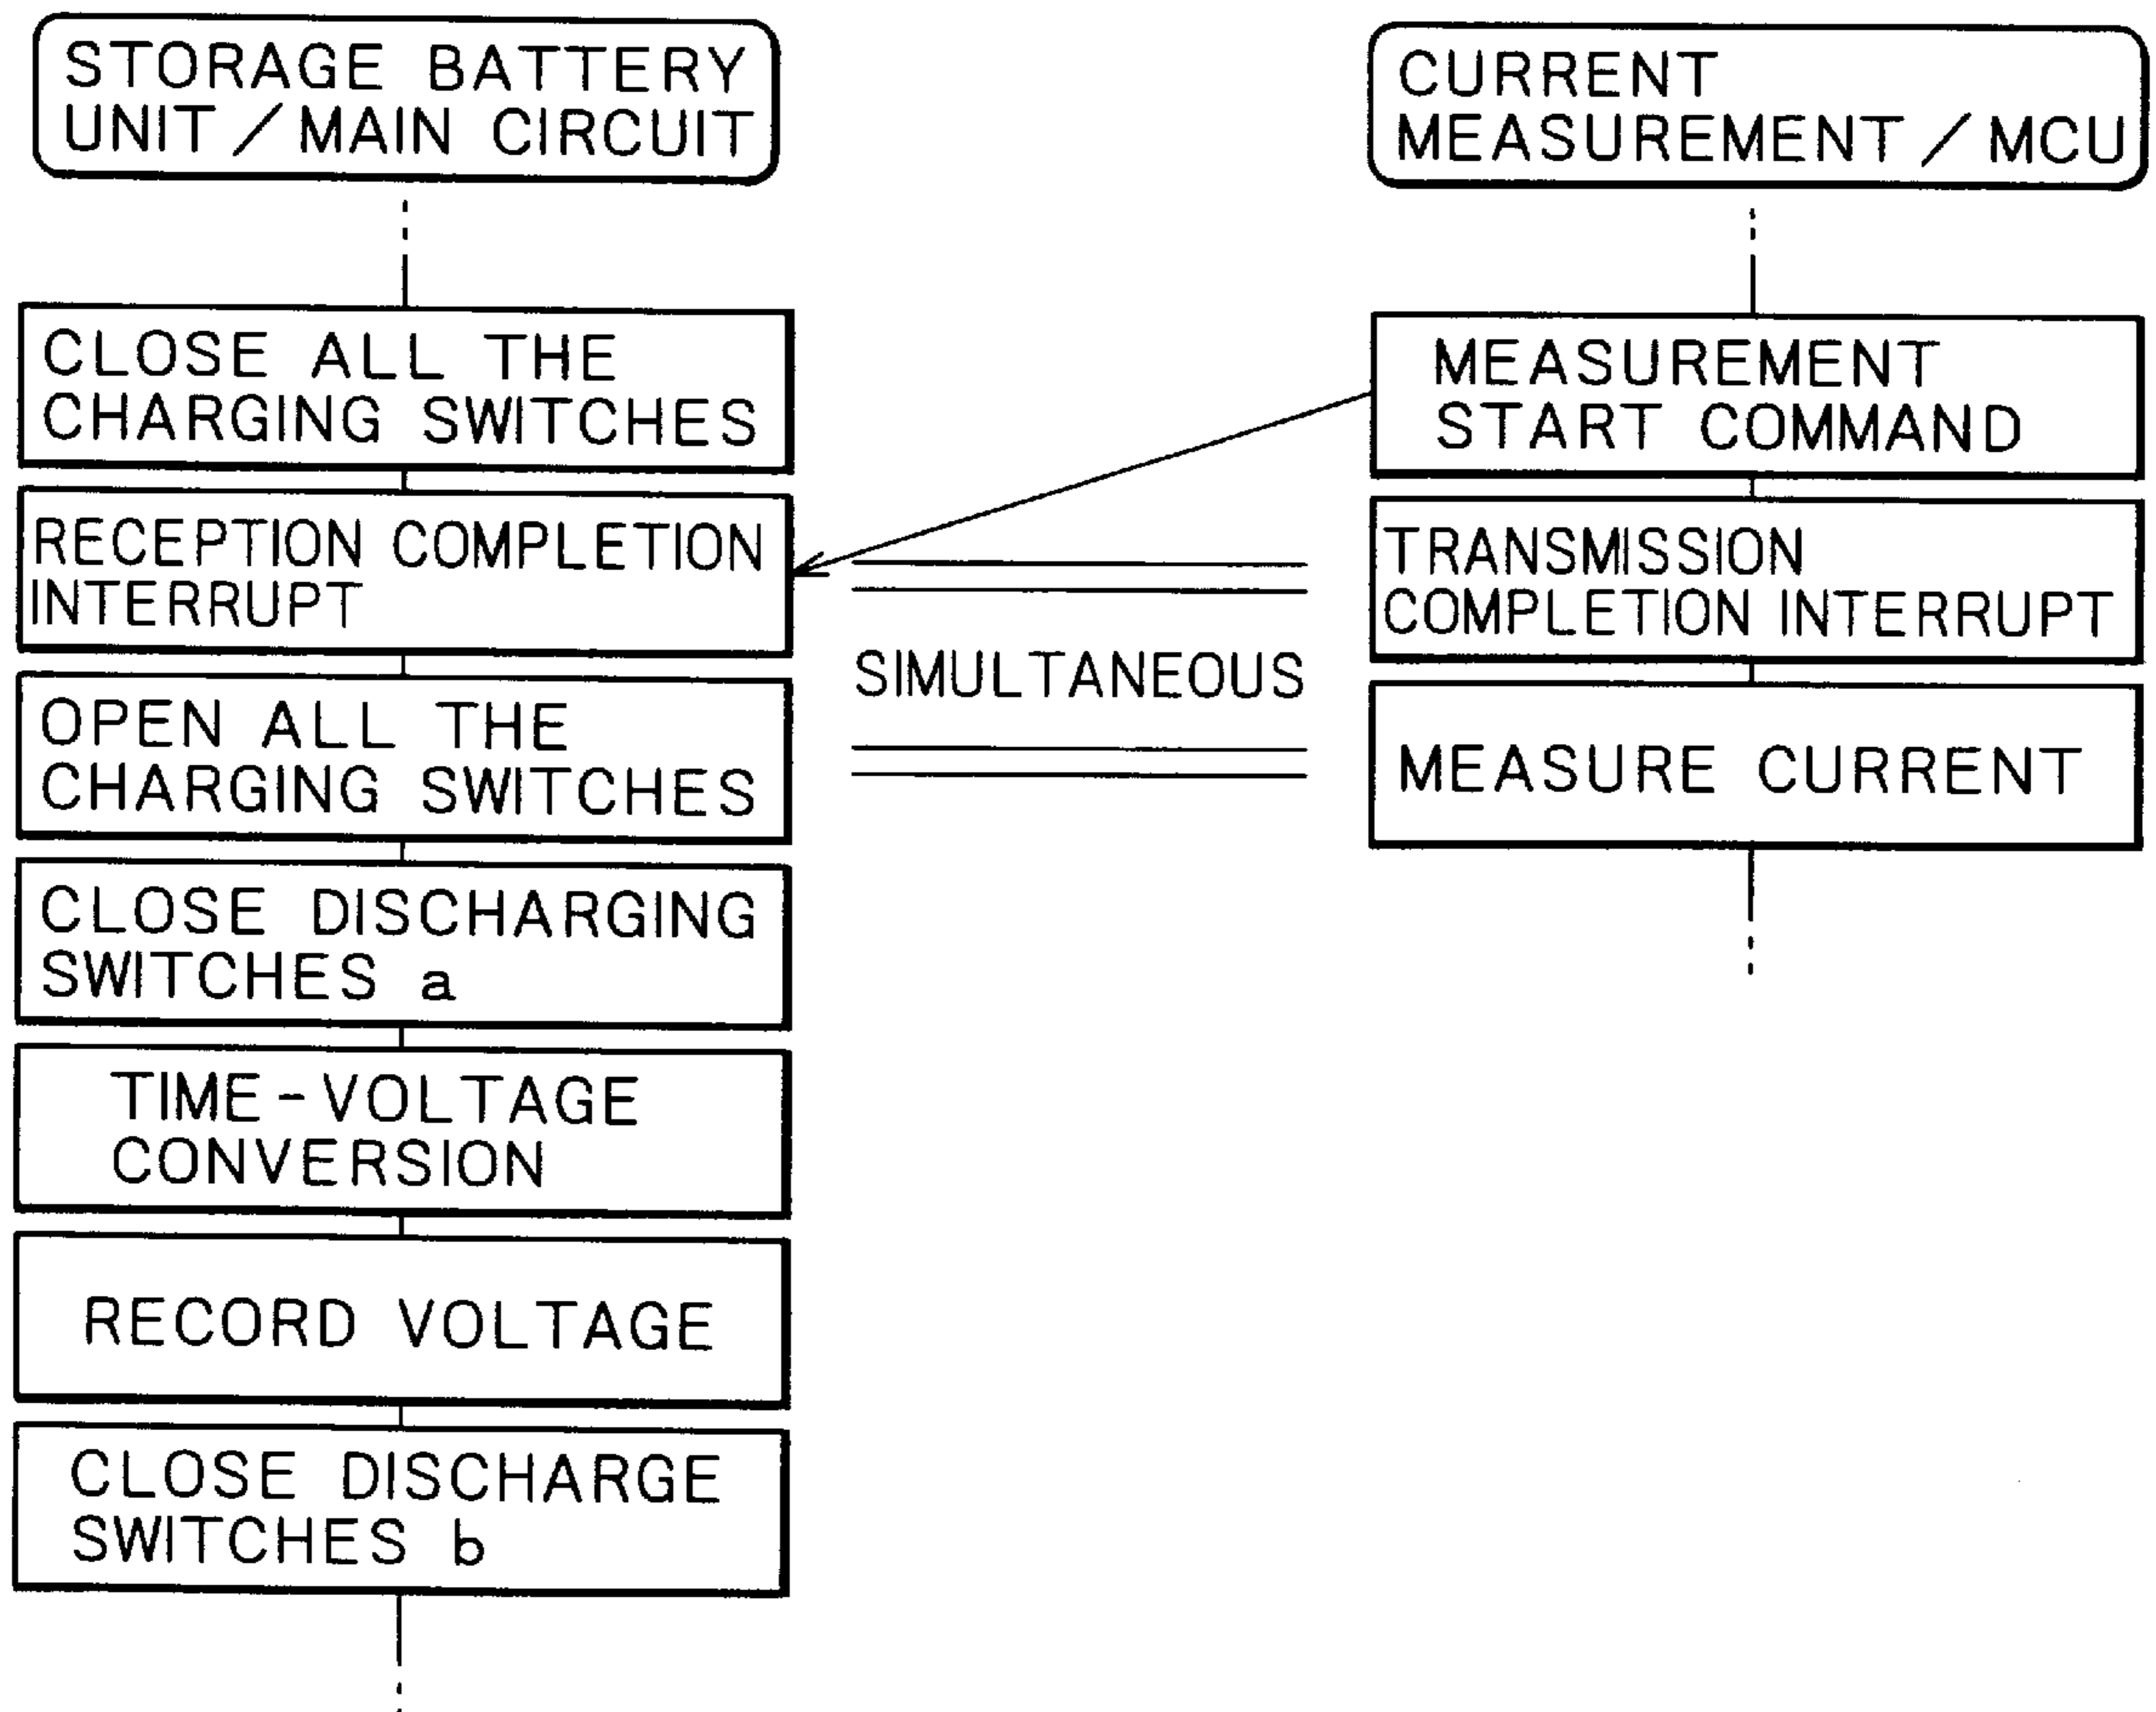 STORAGE BATTERY
UNIT/MAIN CIRCUIT
CLOSE ALL THE
CHARGING SWITCHES
RECEPTION COMPLETION
INTERRUPT
OPEN ALL THE
CHARGING SWITCHES
CLOSE DISCHARGING
SWITCHES a
TIME-VOLTAGE
CONVERSION
RECORD VOLTAGE
CLOSE DISCHARGE
SWITCHES b
SIMULTANEOUS
CURRENT
MEASUREMENT/MCU
MEASUREMENT
START COMMAND
TRANSMISSION
COMPLETION INTERRUPT
MEASURE CURRENT